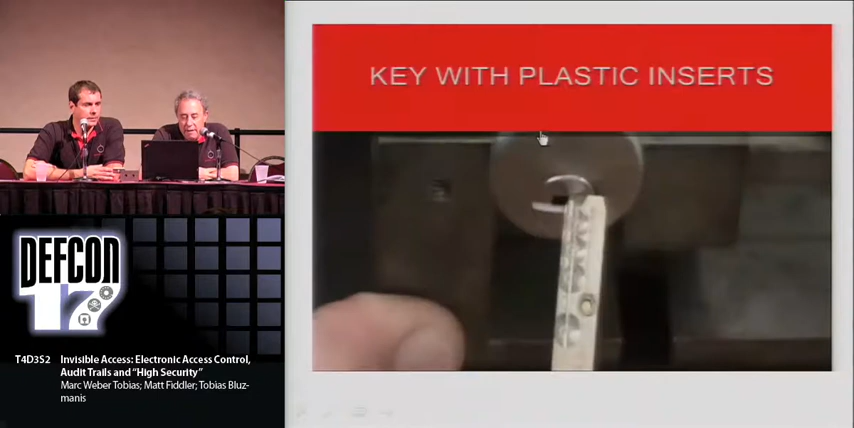 KEY WITH PLASTIC INSERTS
DEFCON
17
T4D3S2 Invisible Access: Electronic Access Control,
Audit Trails and “High Security”
Marc Weber Tobias; Matt Fiddler; Tobias Bluz-
manis